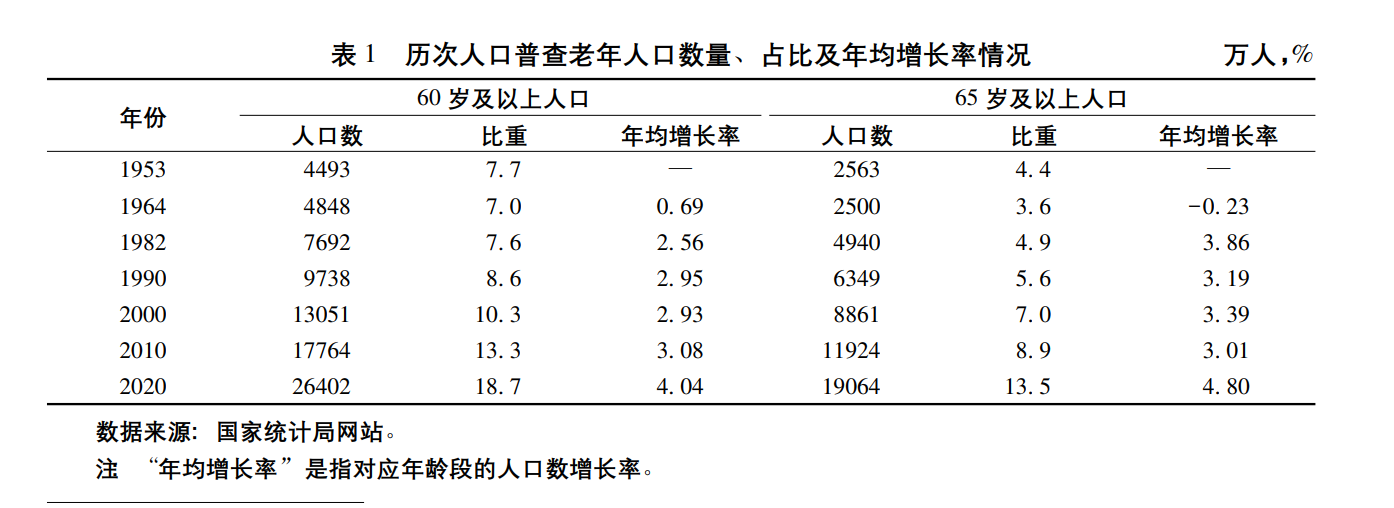 表 1 历次人口普查老年人口数量、占比及年均增长率情况 万人,%
年份 60 岁及以上人口 65 岁及以上人口
人口数 比重 年均增长率 人口数 比重 年均增长率
1953 4493 7.7 — 2563 4.4 —
1964 4848 7.0 0.69 2500 3.6 -0.23
1982 7692 7.6 2.56 4940 4.9 3.86
1990 9738 8.6 2.95 6349 5.6 3.19
2000 13051 10.3 2.93 8861 7.0 3.39
2010 17764 13.3 3.08 11924 8.9 3.01
2020 26402 18.7 4.04 19064 13.5 4.80
数据来源: 国家统计局网站。
注 “年均增长率”是指对应年龄段的人口数增长率。